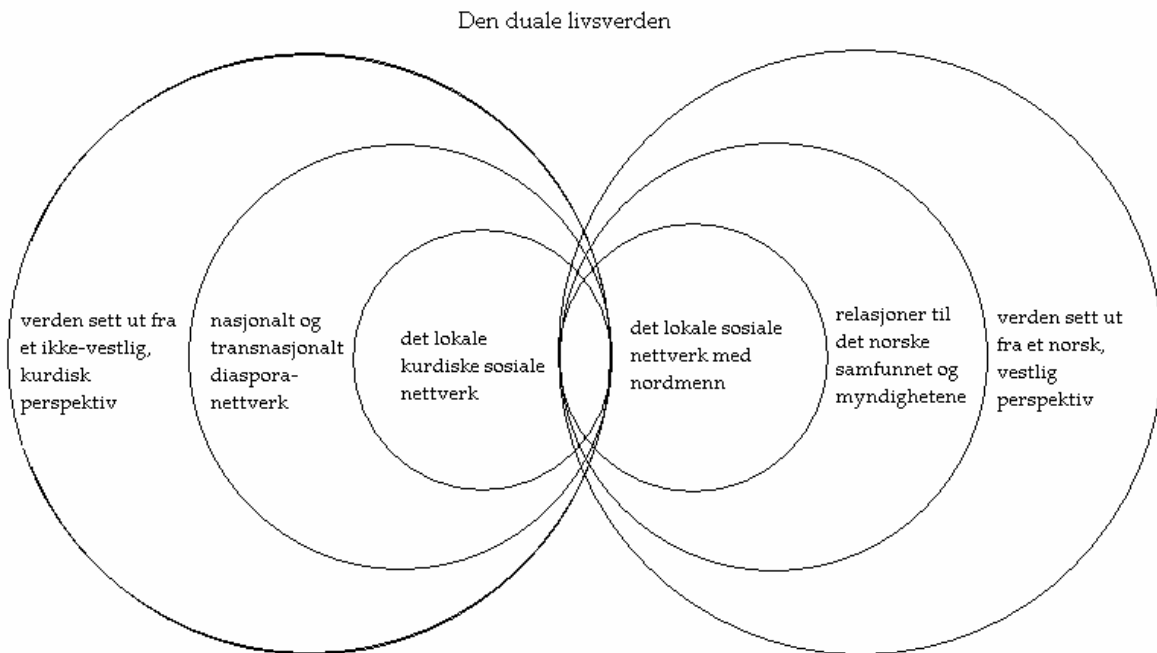 Den duale livsverden
verden sett ut fra
et ikke-vestlig,
kurdisk
perspektiv
nasjonalt og
transnasjonalt
diaspora-
nettverk
det lokale
kurdiske sosiale
nettverk
det lokale sosiale
nettverk med
nordmenn
relasjoner til
det norske
samfunnet og
myndighetene
verden sett ut
fra et norsk,
vestlig
perspektiv